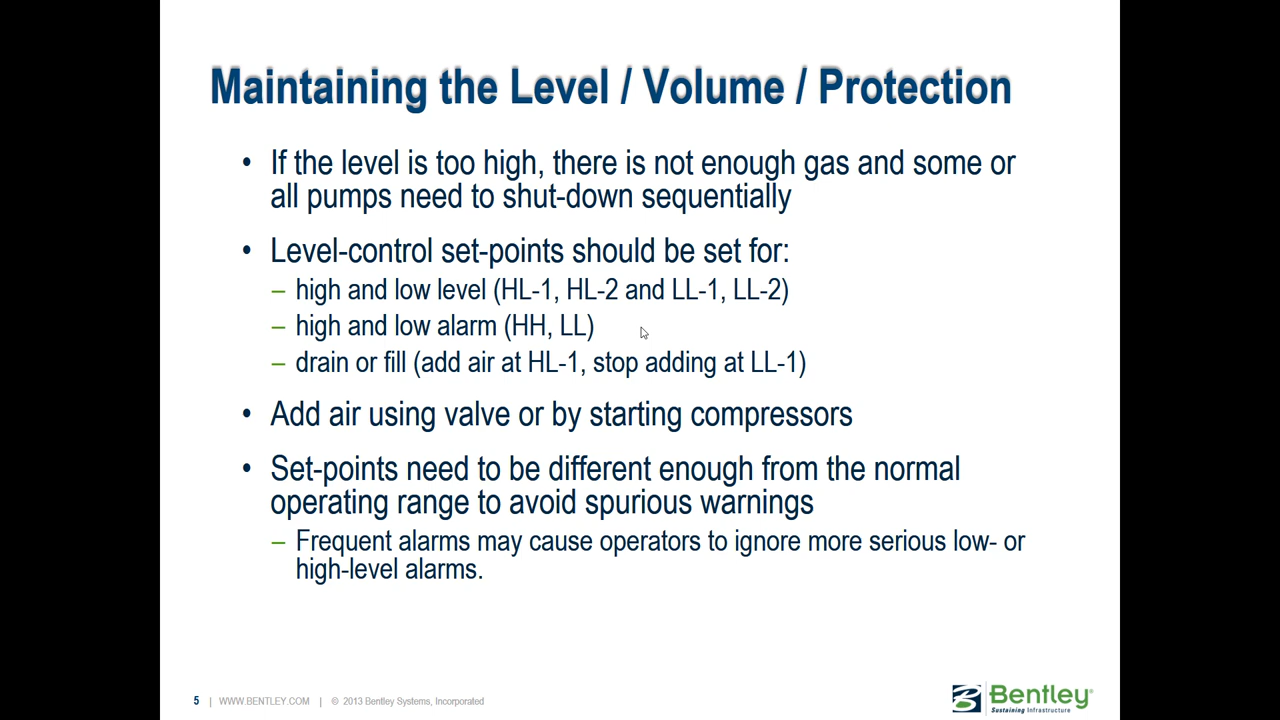 Maintaining the Level / Volume / Protection
• If the level is too high, there is not enough gas and some or
all pumps need to shut-down sequentially
• Level-control set-points should be set for:
– high and low level (HL-1, HL-2 and LL-1, LL-2)
– high and low alarm (HH, LL)
– drain or fill (add air at HL-1, stop adding at LL-1)
• Add air using valve or by starting compressors
• Set-points need to be different enough from the normal
operating range to avoid spurious warnings
– Frequent alarms may cause operators to ignore more serious low- or
high-level alarms.
5 | WWW.BENTLEY.COM | © 2013 Bentley Systems, Incorporated
Bentley®
Sustaining Infrastructure